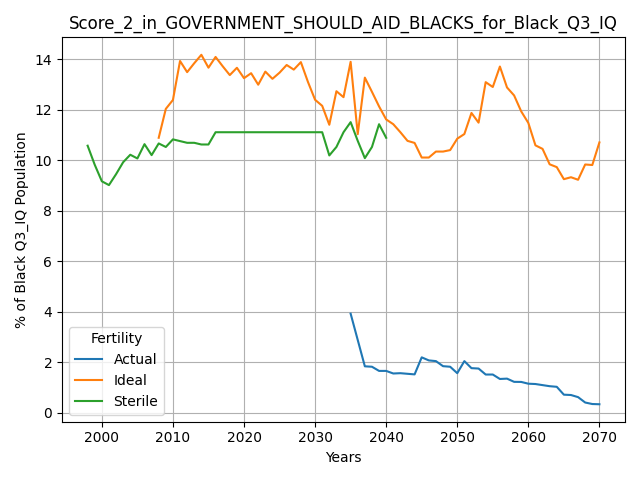 Score_2_in_GOVERNMENT_SHOULD_AID_BLACKS_for_Black_Q3_IQ
% of Black Q3_IQ Population
14
12
10
8
6
4
2
0
Fertility
Actual
Ideal
Sterile
2000 2010 2020 2030 2040 2050 2060 2070
Years